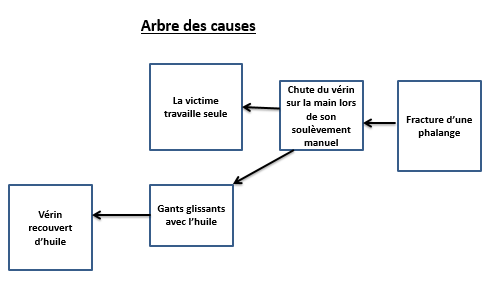 Arbre des causes
La victime
travaille seule
Chute du vérin
sur la main lors
de son
soulèvement
manuel
Fracture d’une
phalange
Vérin
recouvert
d’huile
Gants glissants
avec l’huile